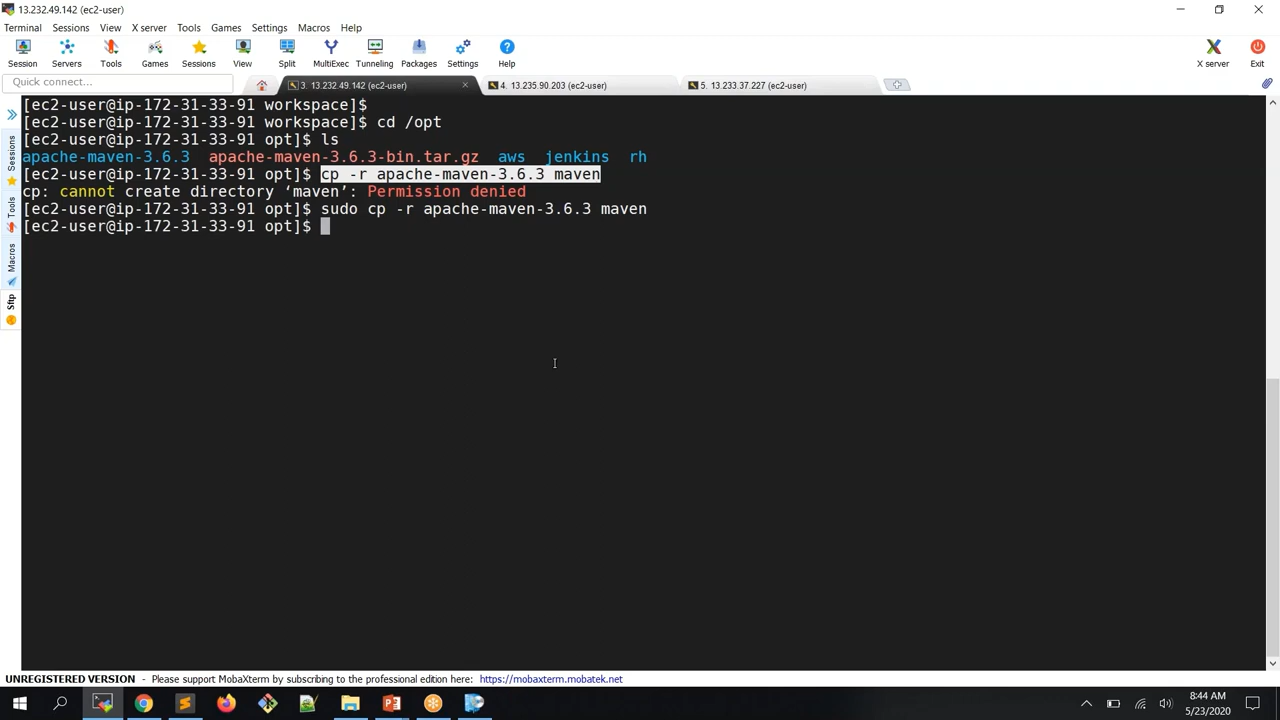 13.232.49.142 (ec2-user)
Terminal Sessions View X server Tools Games Settings Macros Help
Session Servers Tools Games Sessions View Split MultiExec Tunneling Packages Settings Help X server Exit
Quick connect...
3. 13.232.49.142 (ec2-user)
4. 13.235.90.203 (ec2-user)
5. 13.233.37.227 (ec2-user)
Sessions
Tools
Macros
Sftp
[ec2-user@ip-172-31-33-91 workspace]$
[ec2-user@ip-172-31-33-91 workspace]$ cd /opt
[ec2-user@ip-172-31-33-91 opt]$ ls
apache-maven-3.6.3 apache-maven-3.6.3-bin.tar.gz aws jenkins rh
[ec2-user@ip-172-31-33-91 opt]$ cp -r apache-maven-3.6.3 maven
cp: cannot create directory ‘maven’: Permission denied
[ec2-user@ip-172-31-33-91 opt]$ sudo cp -r apache-maven-3.6.3 maven
[ec2-user@ip-172-31-33-91 opt]$
UNREGISTERED VERSION - Please support MobaXterm by subscribing to the professional edition here: https://mobaxterm.mobatek.net
8:44 AM
5/23/2020